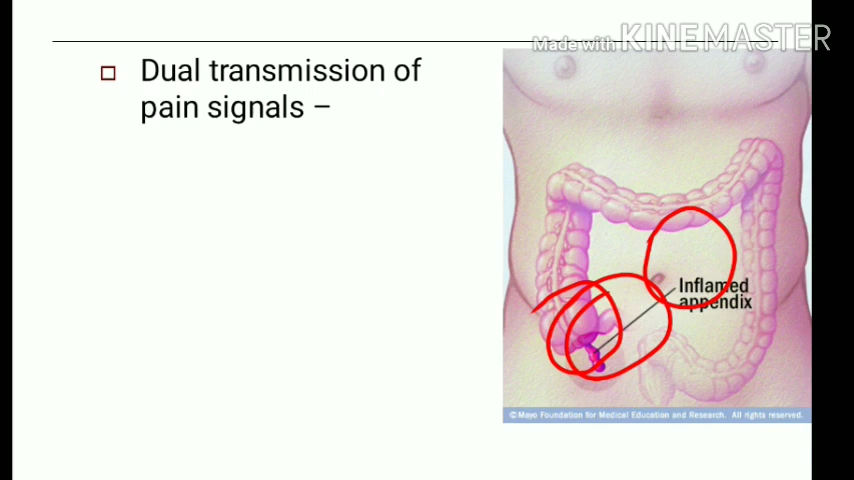 Made with KINEMASTER
Dual transmission of
pain signals –
Inflamed
appendix
©Mayo Foundation for Medical Education and Research. All rights reserved.